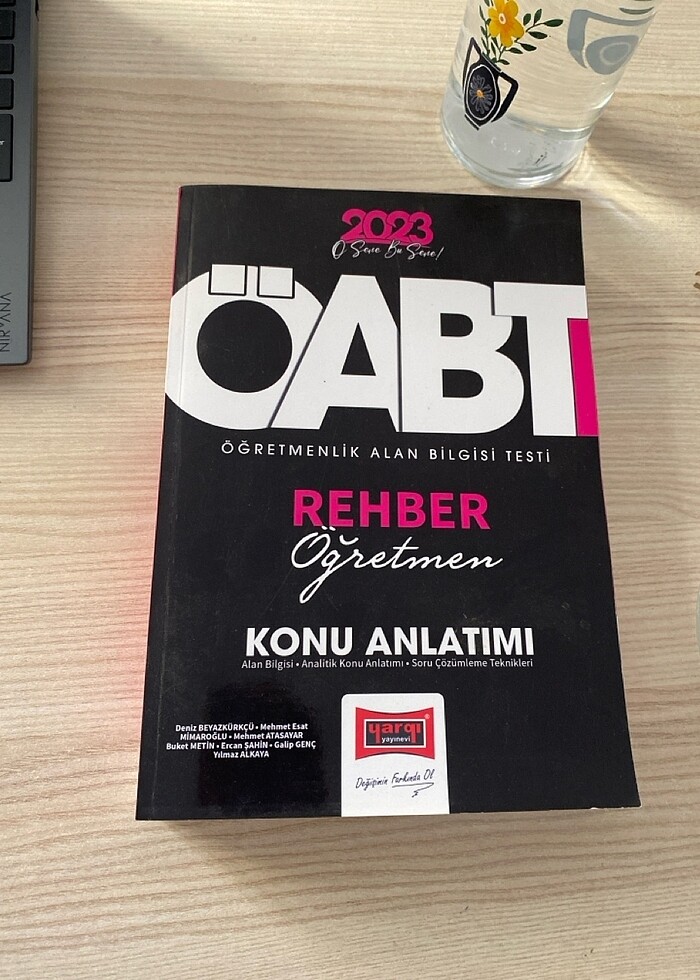 2023
O Sene Bu Sene!
ÖABT
ÖĞRETMENLİK ALAN BİLGİSİ TESTİ
REHBER
Öğretmen
KONU ANLATIMI
Alan Bilgisi • Analitik Konu Anlatımı • Soru Çözümleme Teknikleri
Deniz BEYAZKÜRKÇÜ • Mehmet Esat
MİMAROĞLU • Mehmet ATASAYAR
Buket METİN • Ercan ŞAHİN • Galip GENÇ
Yılmaz ALKAYA
yargı
yayınevi
Değişimin Farkında Ol